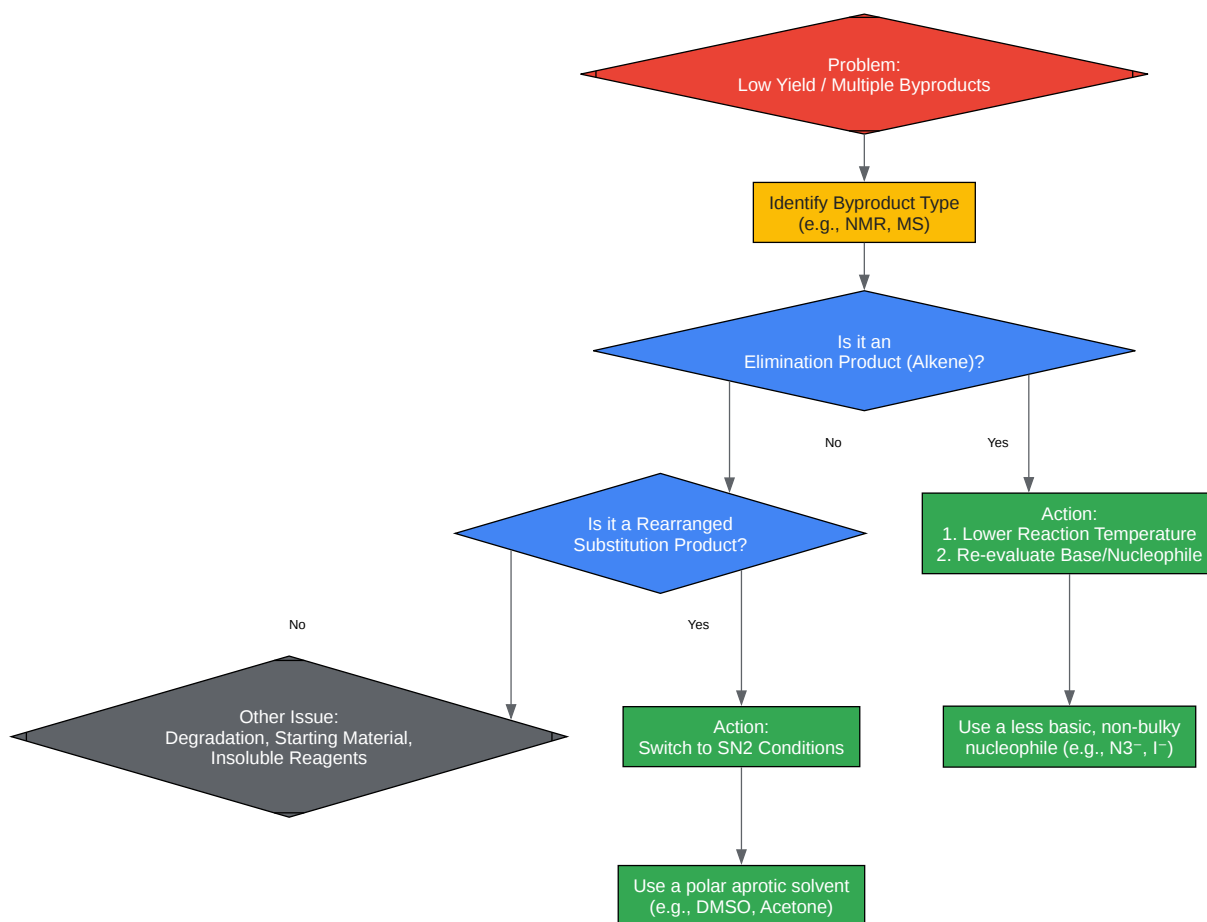 Problem:
Low Yield / Multiple Byproducts
Identify Byproduct Type
(e.g., NMR, MS)
Is it an
Elimination Product (Alkene)?
No
Yes
Is it a Rearranged
Substitution Product?
Action:
1. Lower Reaction Temperature
2. Re-evaluate Base/Nucleophile
No
Yes
Other Issue:
Degradation, Starting Material,
Insoluble Reagents
Action:
Switch to SN2 Conditions
Use a less basic, non-bulky
nucleophile (e.g., N3⁻, I⁻)
Use a polar aprotic solvent
(e.g., DMSO, Acetone)